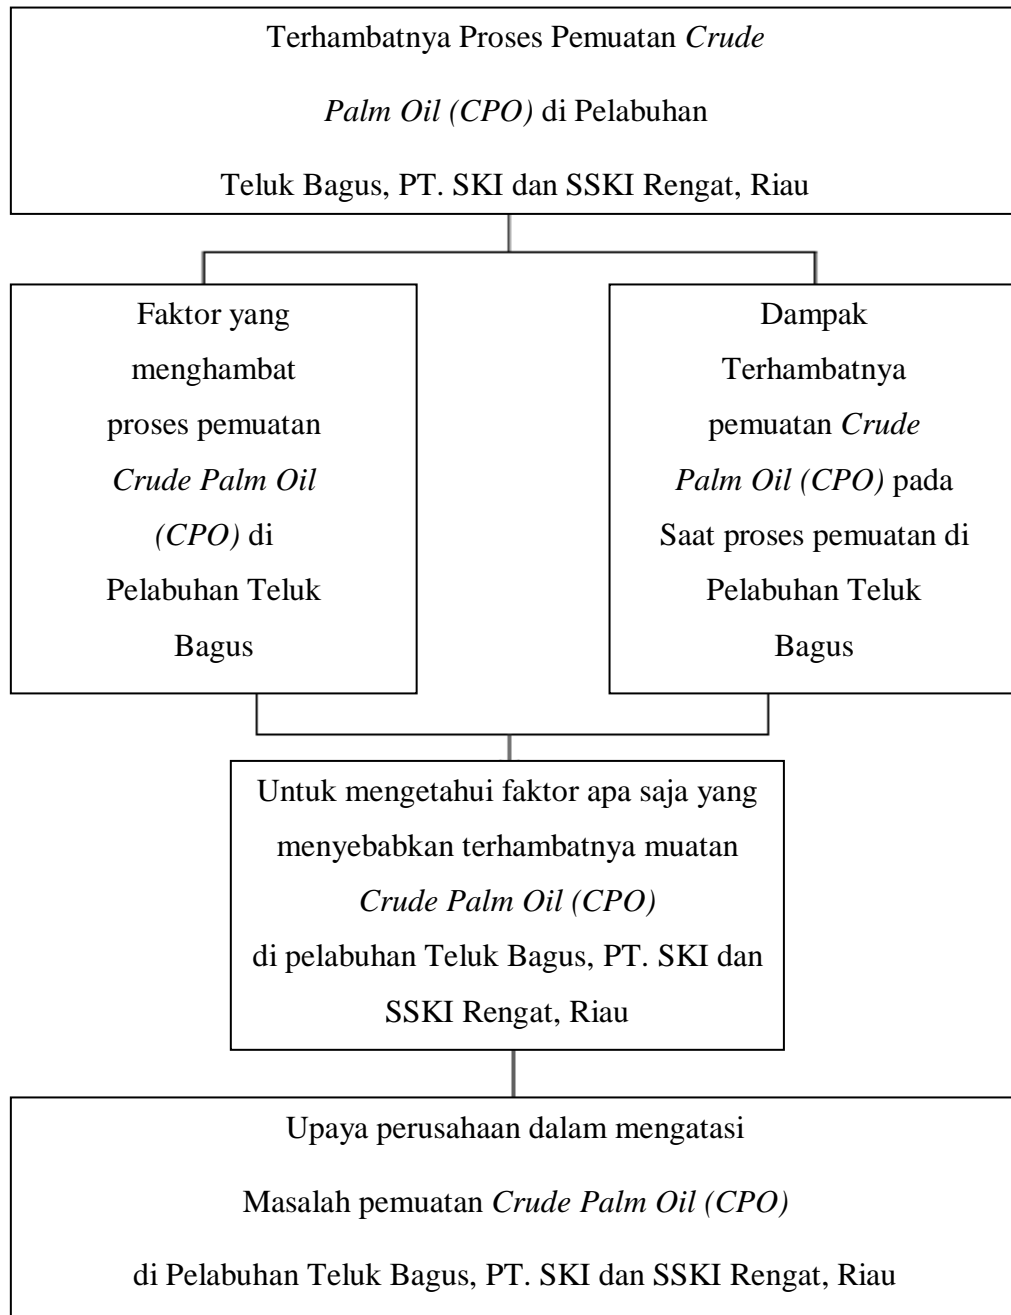 Terhambatnya Proses Pemuatan Crude
Palm Oil (CPO) di Pelabuhan
Teluk Bagus, PT. SKI dan SSKI Rengat, Riau
Faktor yang
menghambat
proses pemuatan
Crude Palm Oil
(CPO) di
Pelabuhan Teluk
Bagus
Dampak
Terhambatnya
pemuatan Crude
Palm Oil (CPO) pada
Saat proses pemuatan di
Pelabuhan Teluk
Bagus
Untuk mengetahui faktor apa saja yang
menyebabkan terhambatnya muatan
Crude Palm Oil (CPO)
di pelabuhan Teluk Bagus, PT. SKI dan
SSKI Rengat, Riau
Upaya perusahaan dalam mengatasi
Masalah pemuatan Crude Palm Oil (CPO)
di Pelabuhan Teluk Bagus, PT. SKI dan SSKI Rengat, Riau